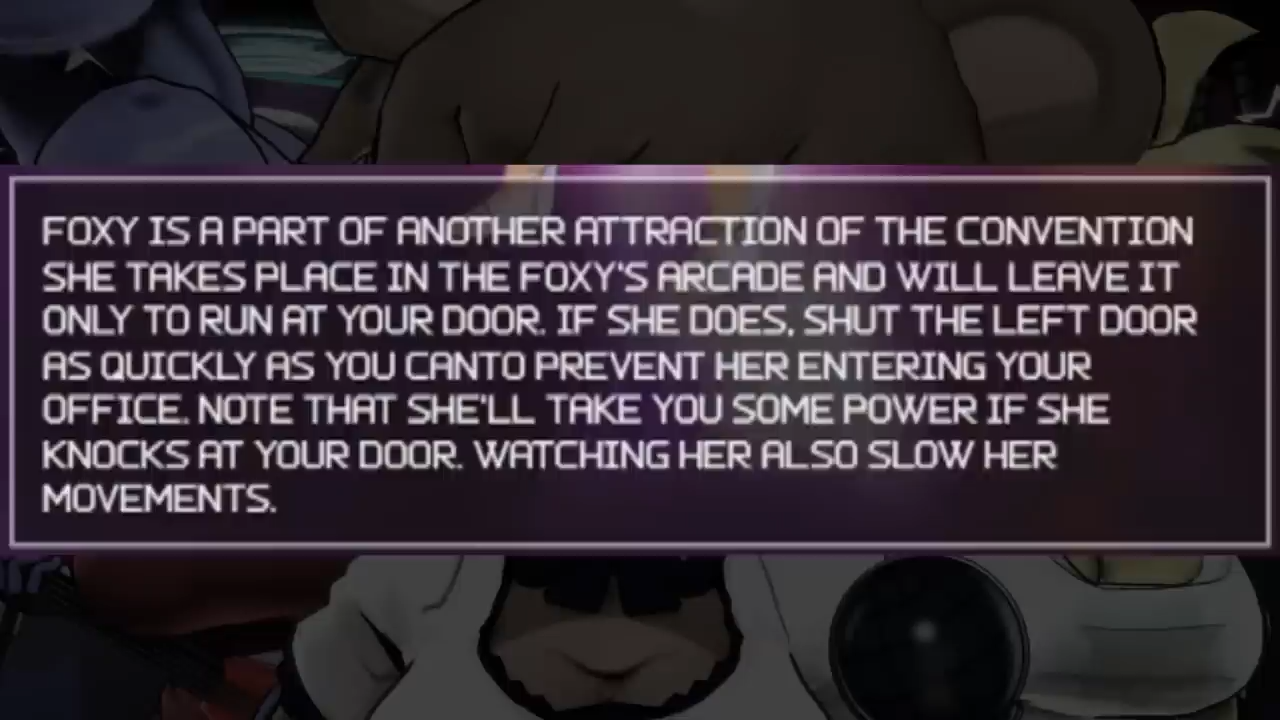 FOXY IS A PART OF ANOTHER ATTRACTION OF THE CONVENTION
SHE TAKES PLACE IN THE FOXY'S ARCADE AND WILL LEAVE IT
ONLY TO RUN AT YOUR DOOR. IF SHE DOES, SHUT THE LEFT DOOR
AS QUICKLY AS YOU CANTO PREVENT HER ENTERING YOUR
OFFICE. NOTE THAT SHE'LL TAKE YOU SOME POWER IF SHE
KNOCKS AT YOUR DOOR. WATCHING HER ALSO SLOW HER
MOVEMENTS.